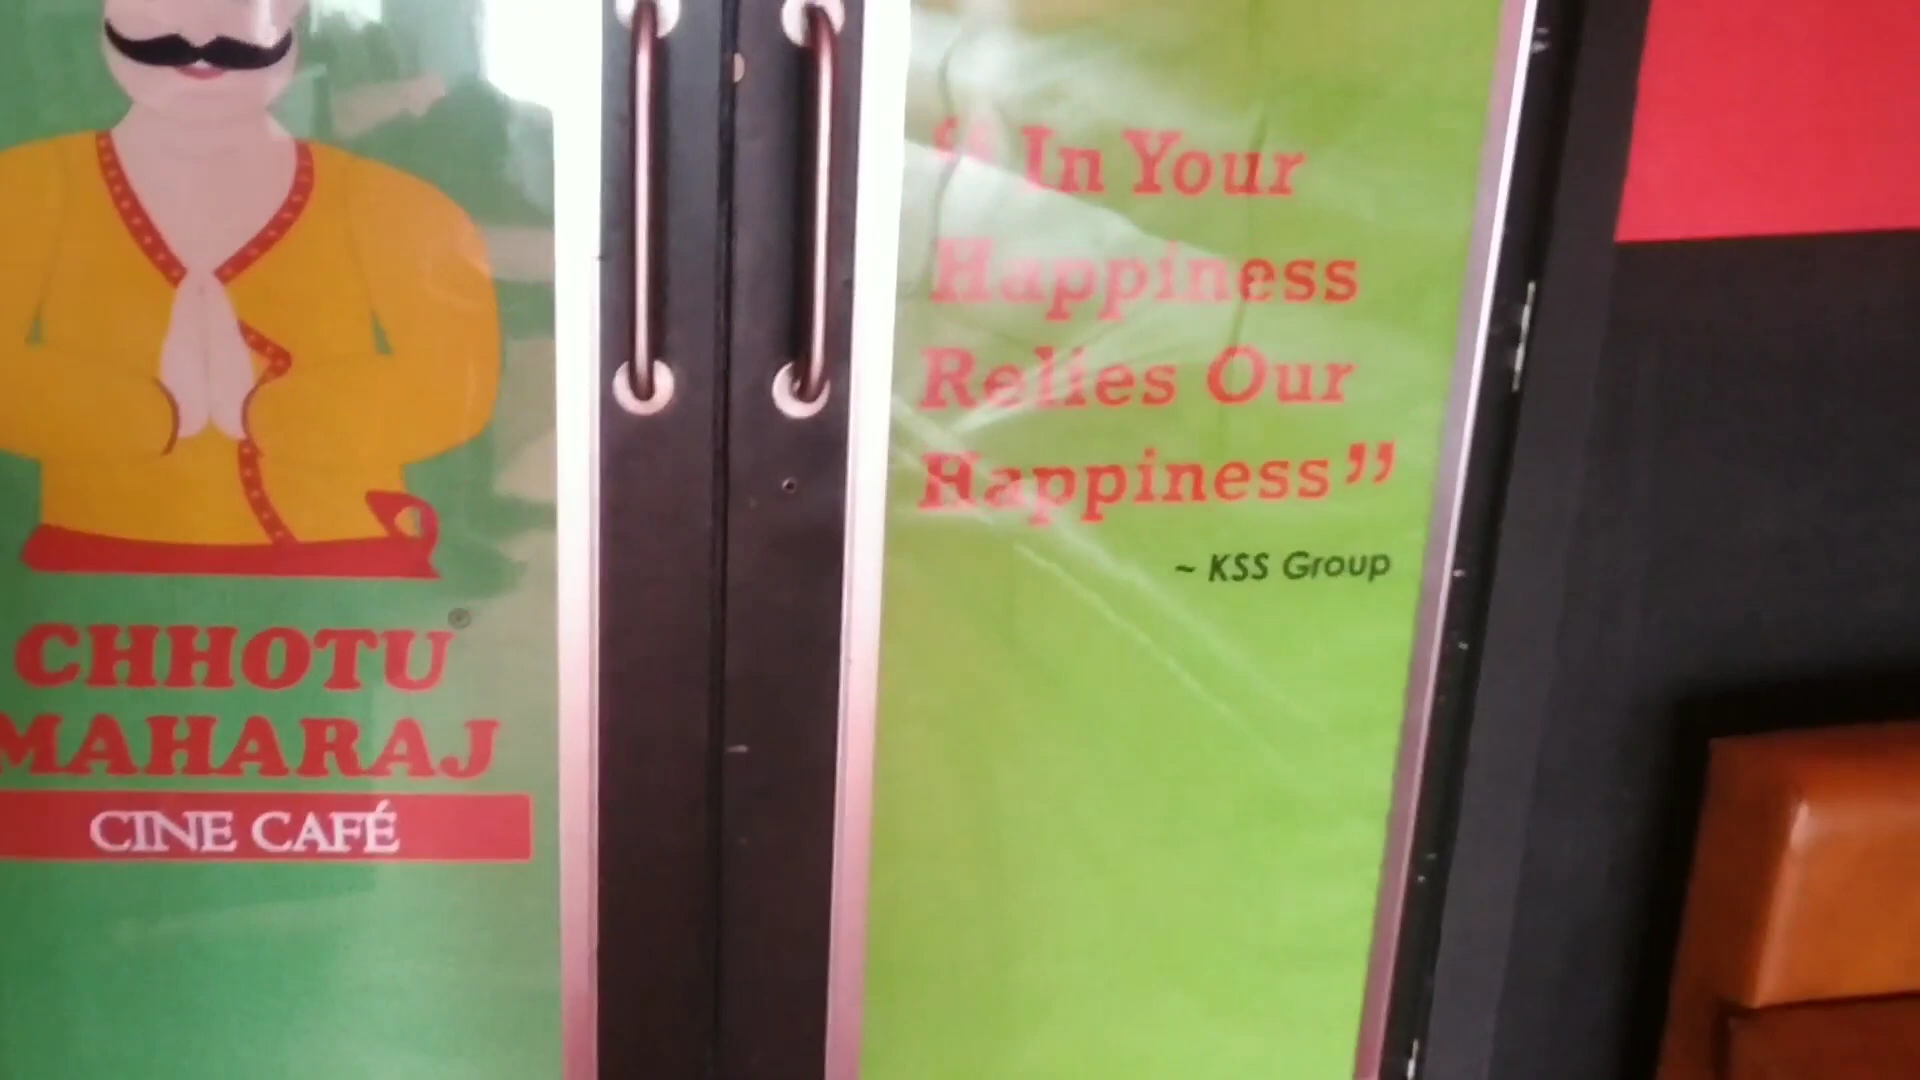 CHHOTU
MAHARAJ
CINE CAFÉ
“In Your
Happiness
Relies Our
Happiness”
~ KSS Group